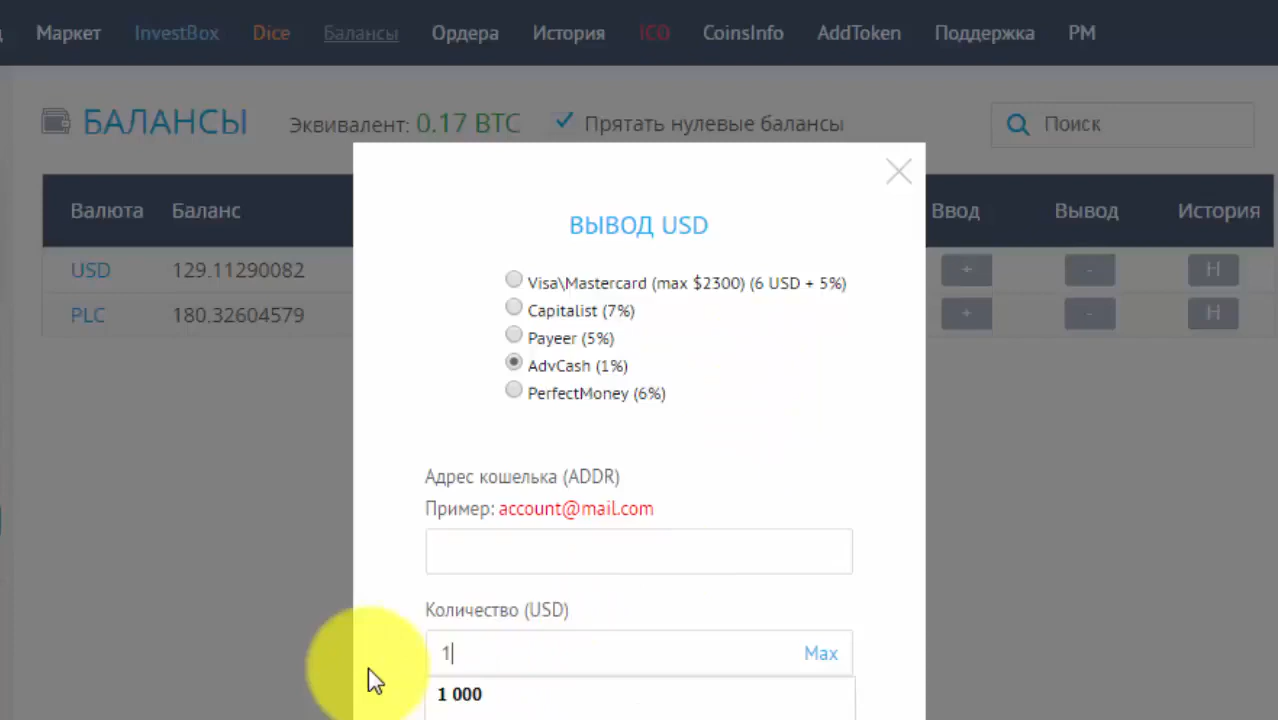 Маркет InvestBox Dice Балансы Ордера История ICO CoinsInfo AddToken Поддержка PM
БАЛАНСЫ Эквивалент: 0.17 BTC Прятать нулевые балансы Поиск
Валюта Баланс Ввод Вывод История
USD 129.11290082 + - H
PLC 180.32604579 + - H
ВЫВОД USD
Visa\Mastercard (max $2300) (6 USD + 5%)
Capitalist (7%)
Payeer (5%)
AdvCash (1%)
PerfectMoney (6%)
Адрес кошелька (ADDR)
Пример: account@mail.com
Количество (USD)
1 Max
1 000